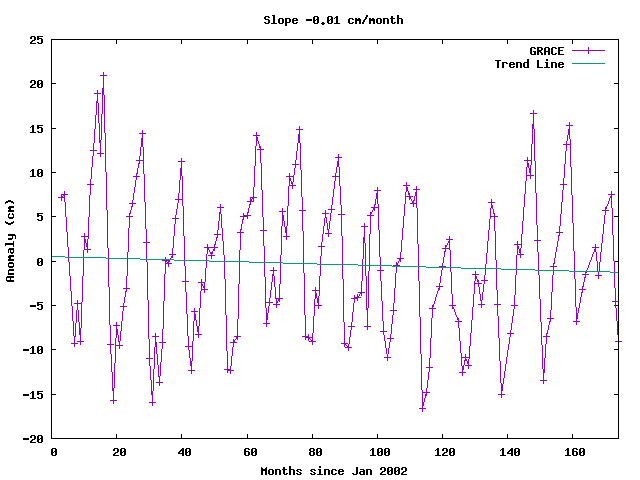 Slope -0.01 cm/month
GRACE
Trend Line
Anomaly (cm)
25
20
15
10
5
0
-5
-10
-15
-20
0 20 40 60 80 100 120 140 160
Months since Jan 2002